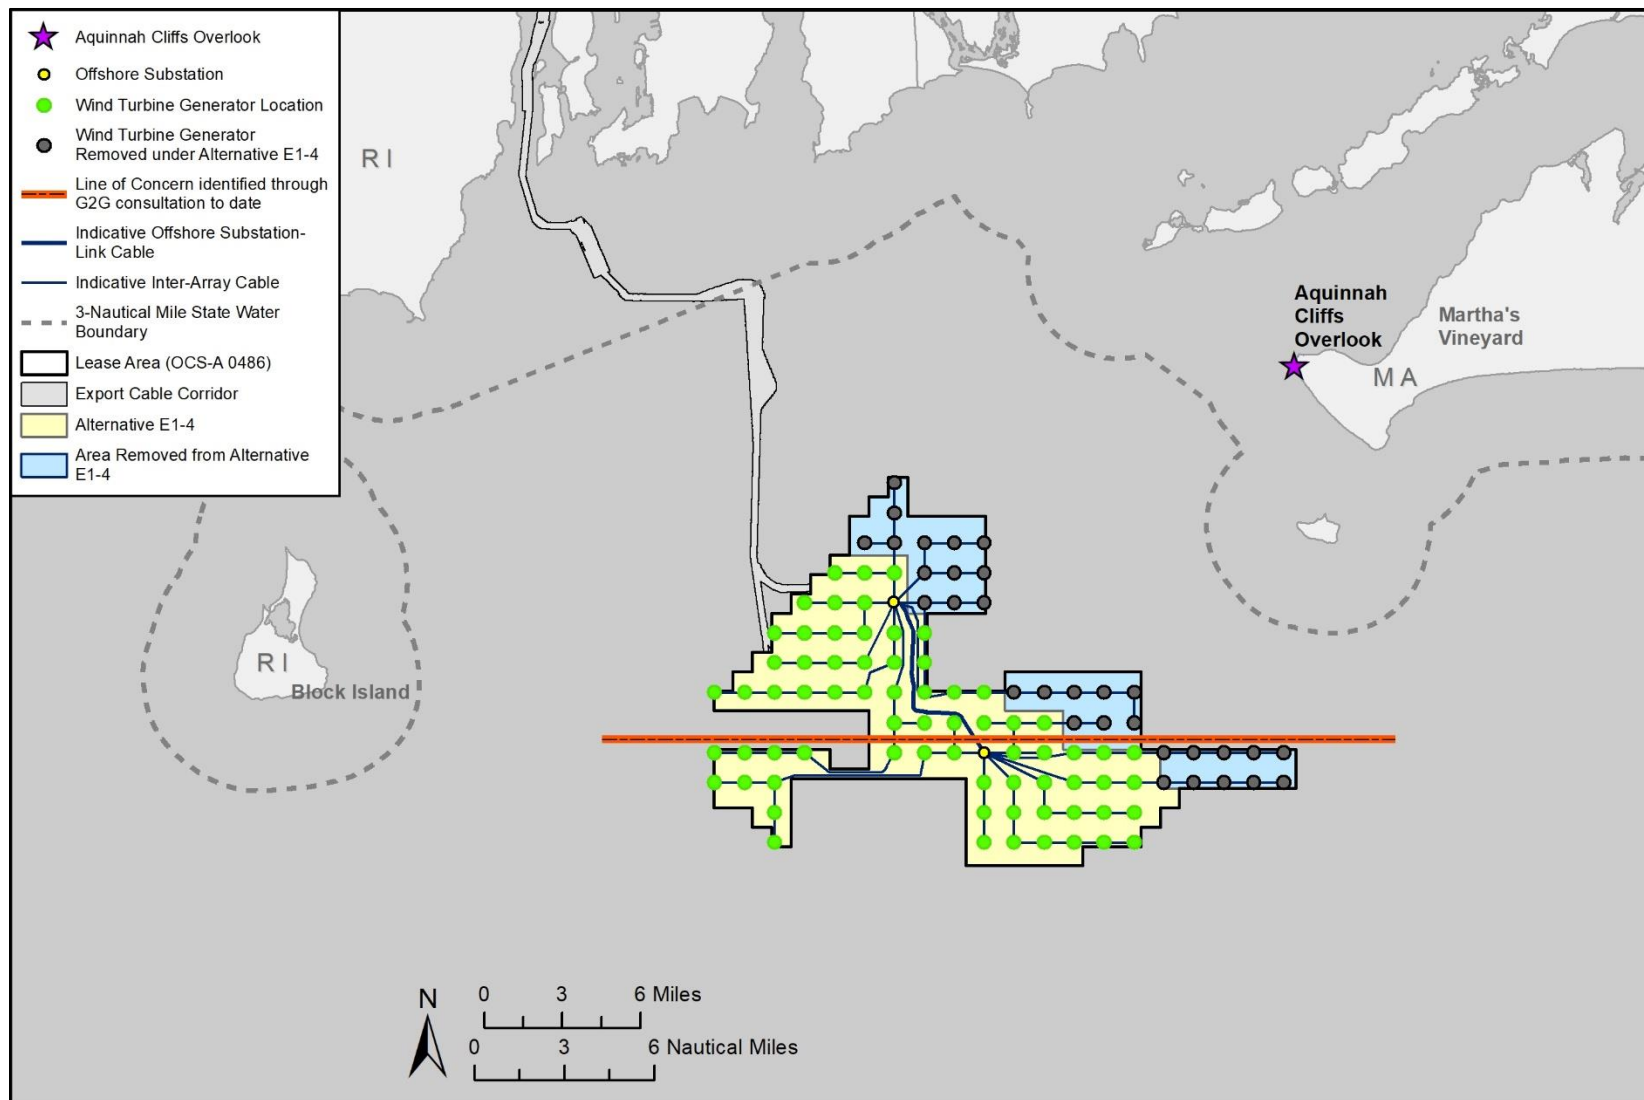 Aquinnah Cliffs Overlook
Offshore Substation
Wind Turbine Generator Location
Wind Turbine Generator
Removed under Alternative E1-4
Line of Concern identified through
G2G consultation to date
Indicative Offshore Substation-
Link Cable
Indicative Inter-Array Cable
3-Nautical Mile State Water
Boundary
Lease Area (OCS-A 0486)
Export Cable Corridor
Alternative E1-4
Area Removed from Alternative
E1-4
RI
Aquinnah
Cliffs
Overlook
Martha's
Vineyard
MA
RI
Block Island
N
0 3 6 Miles
0 3 6 Nautical Miles